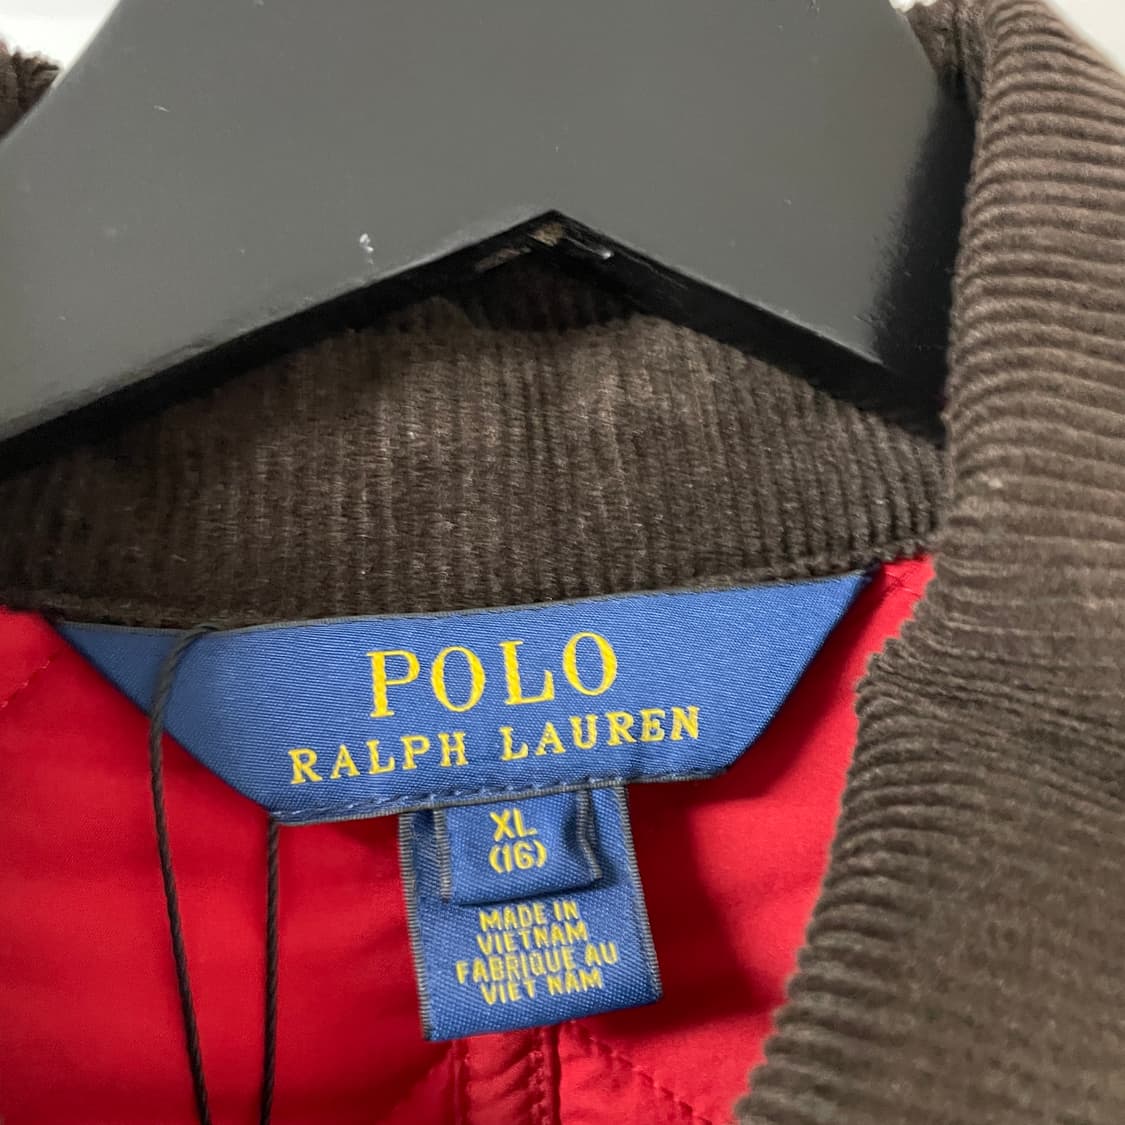 POLO
RALPH LAUREN
XL
(16)
MADE IN
VIETNAM
FABRIQUE AU
VIET NAM